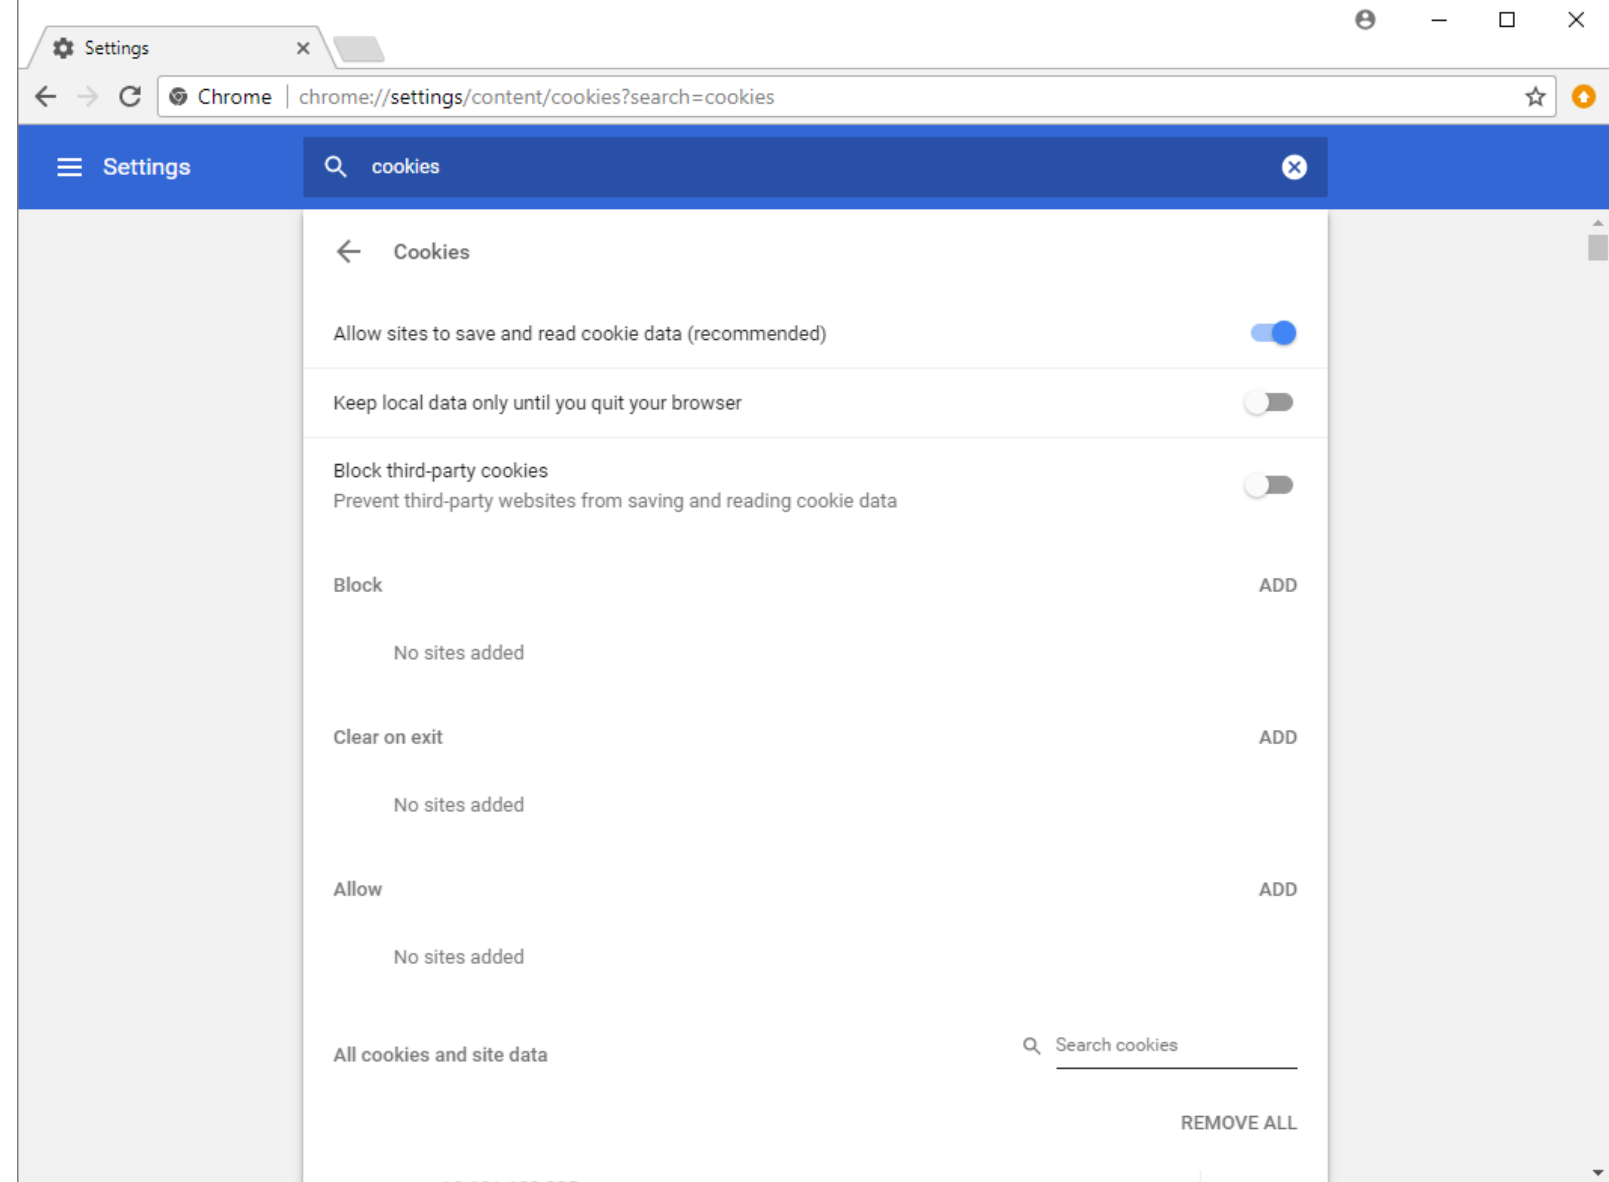 Settings
Chrome chrome://settings/content/cookies?search=cookies
Settings
cookies
Cookies
Allow sites to save and read cookie data (recommended)
Keep local data only until you quit your browser
Block third-party cookies
Prevent third-party websites from saving and reading cookie data
Block ADD
No sites added
Clear on exit ADD
No sites added
Allow ADD
No sites added
All cookies and site data Search cookies
REMOVE ALL